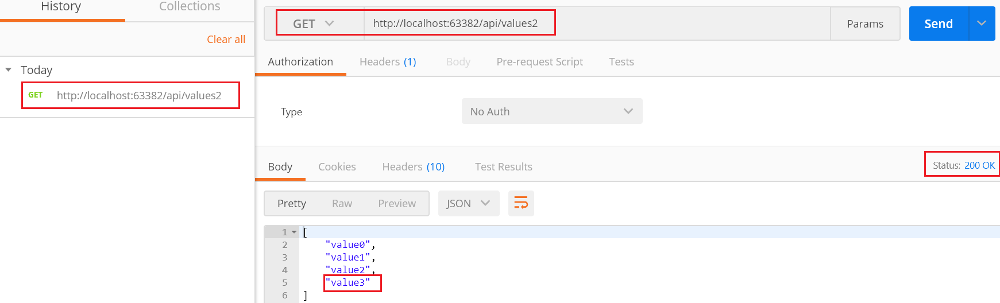 History Collections
Clear all
Today
GET http://localhost:63382/api/values2
GET http://localhost:63382/api/values2 Params Send
Authorization Headers (1) Body Pre-request Script Tests
Type No Auth
Body Cookies Headers (10) Test Results Status: 200 OK
Pretty Raw Preview JSON
1 [
2 "value0",
3 "value1",
4 "value2",
5 "value3"
6 ]